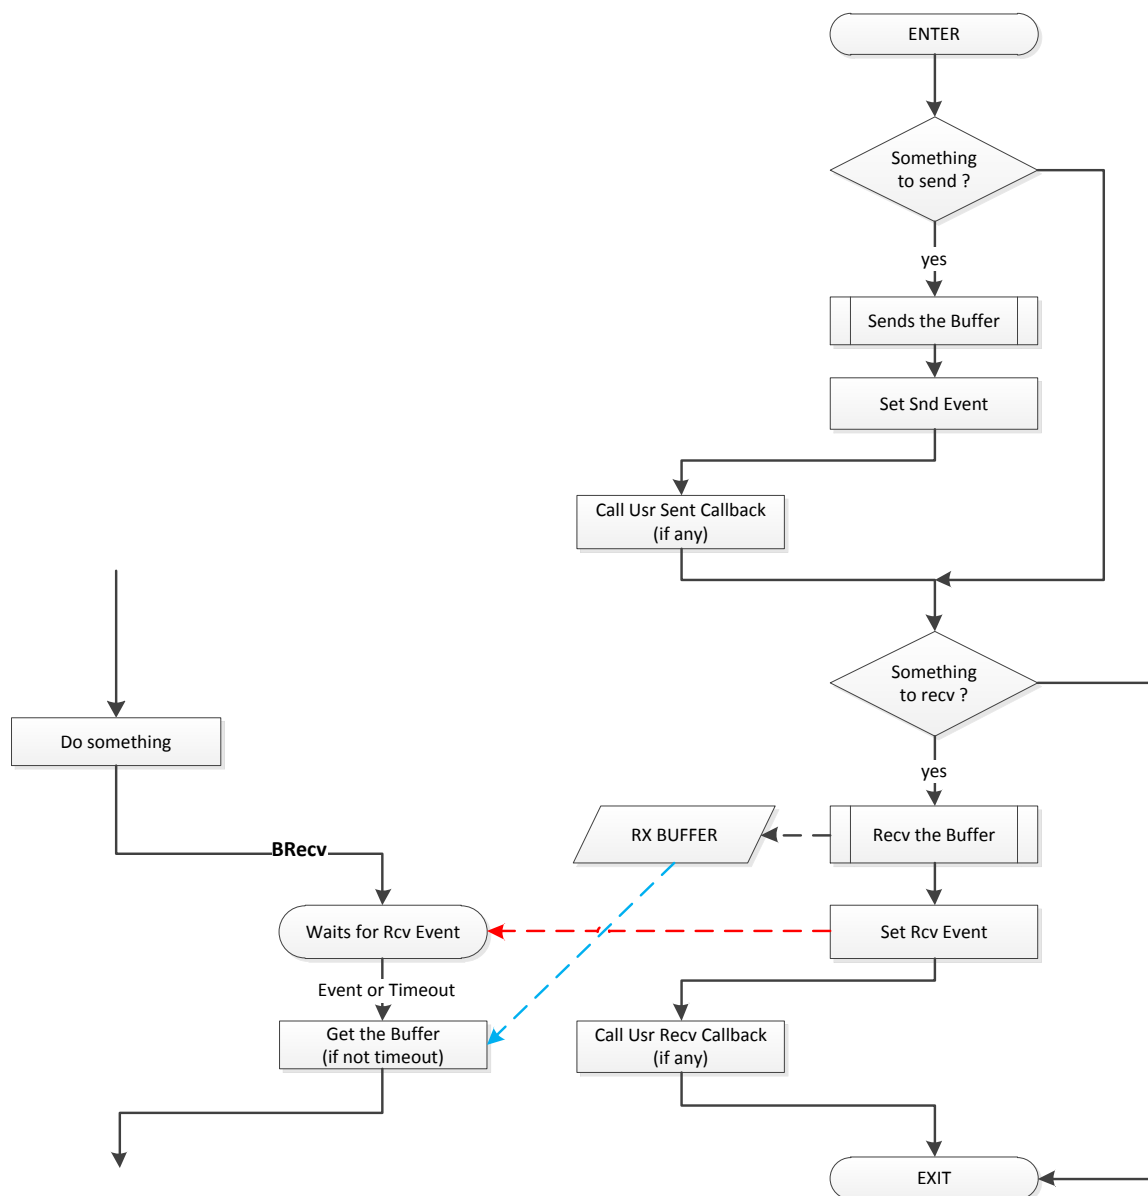 ENTER
Something
to send ?
yes
Sends the Buffer
Set Snd Event
Call Usr Sent Callback
(if any)
Something
to recv ?
Do something
yes
RX BUFFER
Recv the Buffer
BRecv
Waits for Rcv Event
Set Rcv Event
Event or Timeout
Get the Buffer
(if not timeout)
Call Usr Recv Callback
(if any)
EXIT